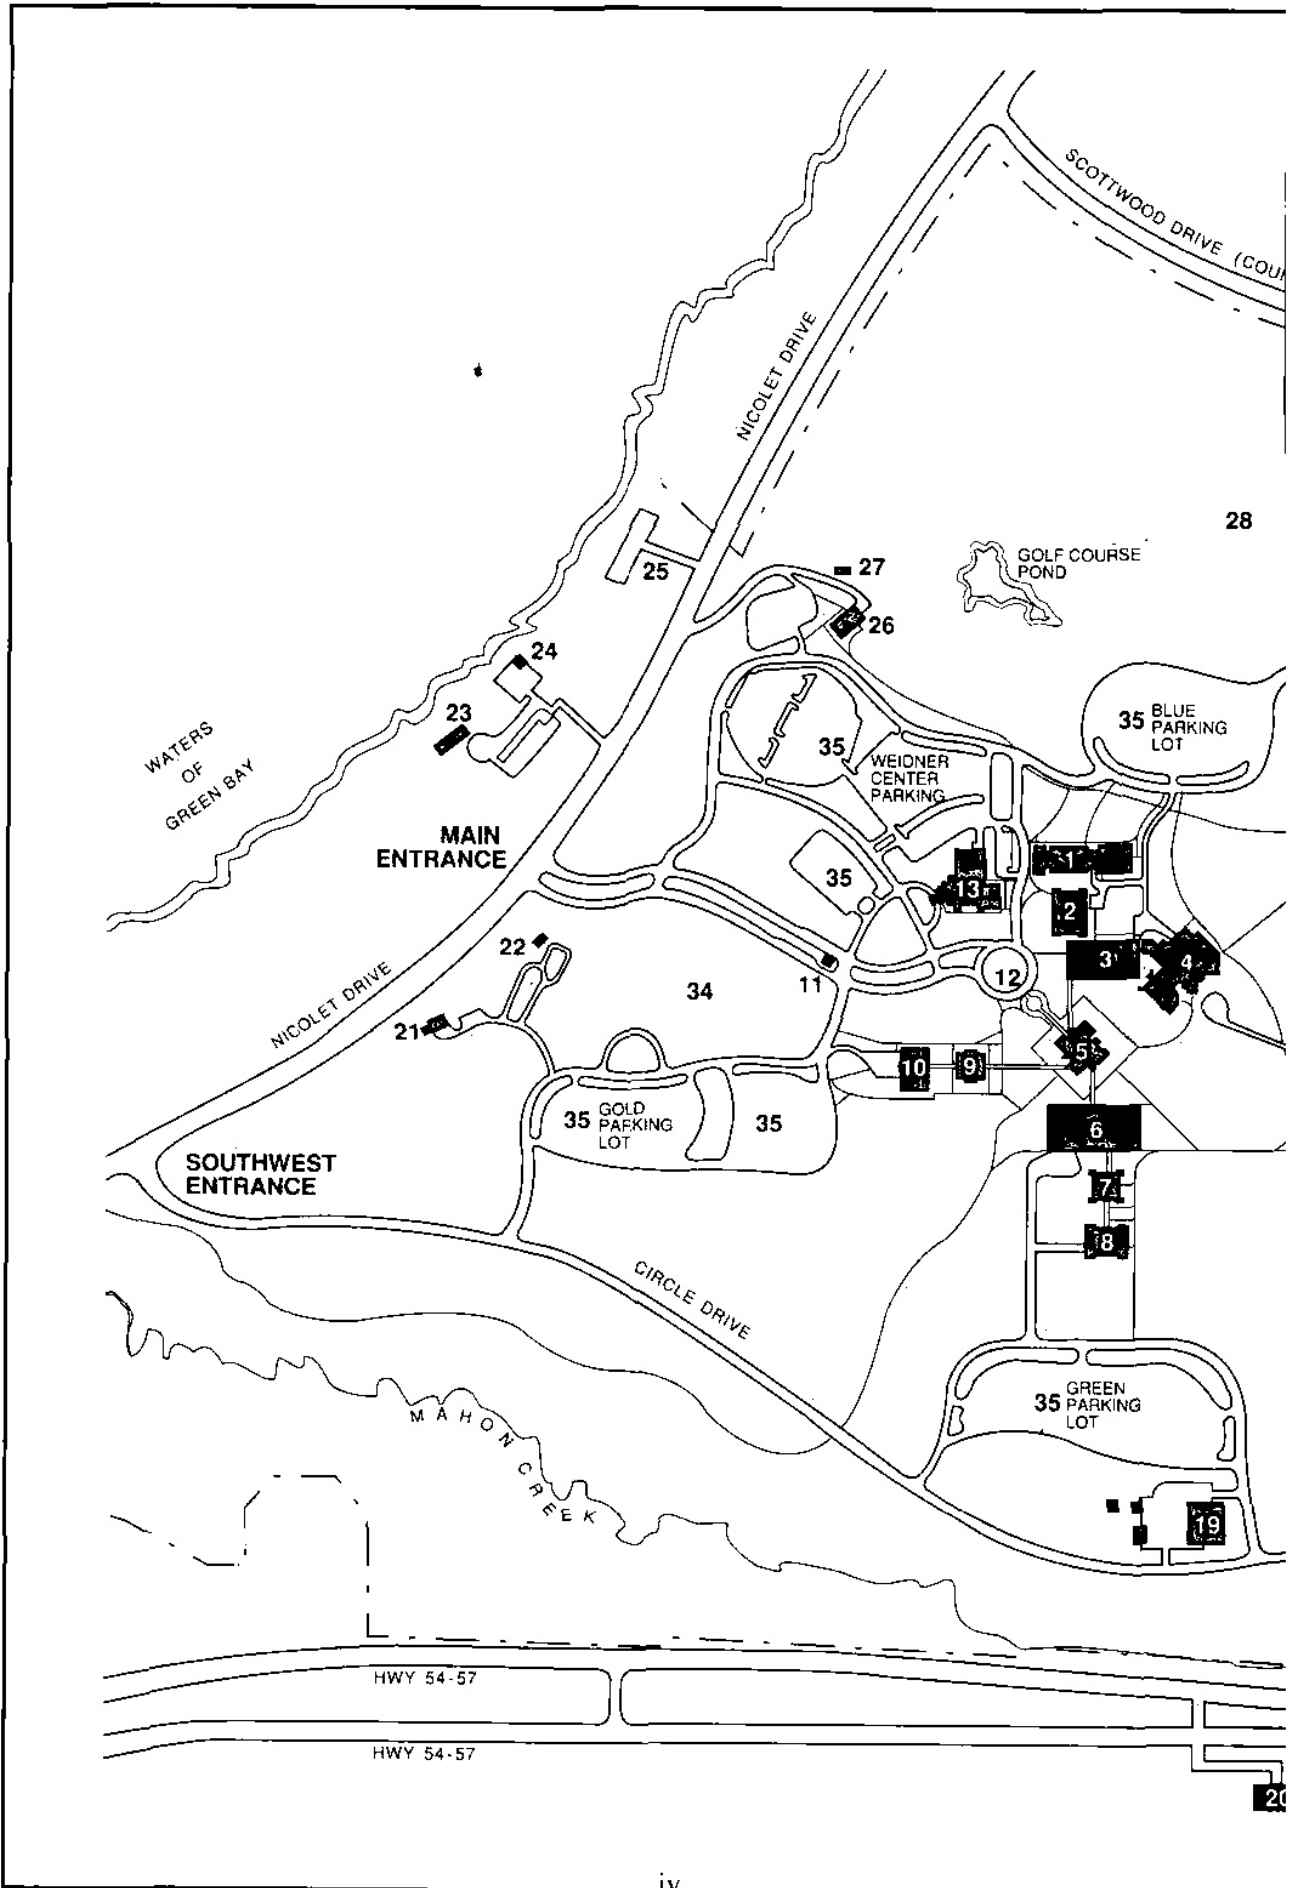 SCOTTWOOD DRIVE (COU
NICOLET DRIVE
28
GOLF COURSE
POND
27
25
26
24
23
35 BLUE
PARKING
LOT
35
WEIDNER
CENTER
PARKING
WATERS
OF
GREEN BAY
MAIN
ENTRANCE
1
35
13
2
22
3
4
12
11
34
NICOLET DRIVE
21
5
10
9
35 GOLD
PARKING
LOT
35
6
SOUTHWEST
ENTRANCE
7
8
CIRCLE DRIVE
35 GREEN
PARKING
LOT
MAHON CREEK
19
HWY 54-57
HWY 54-57
20
iv